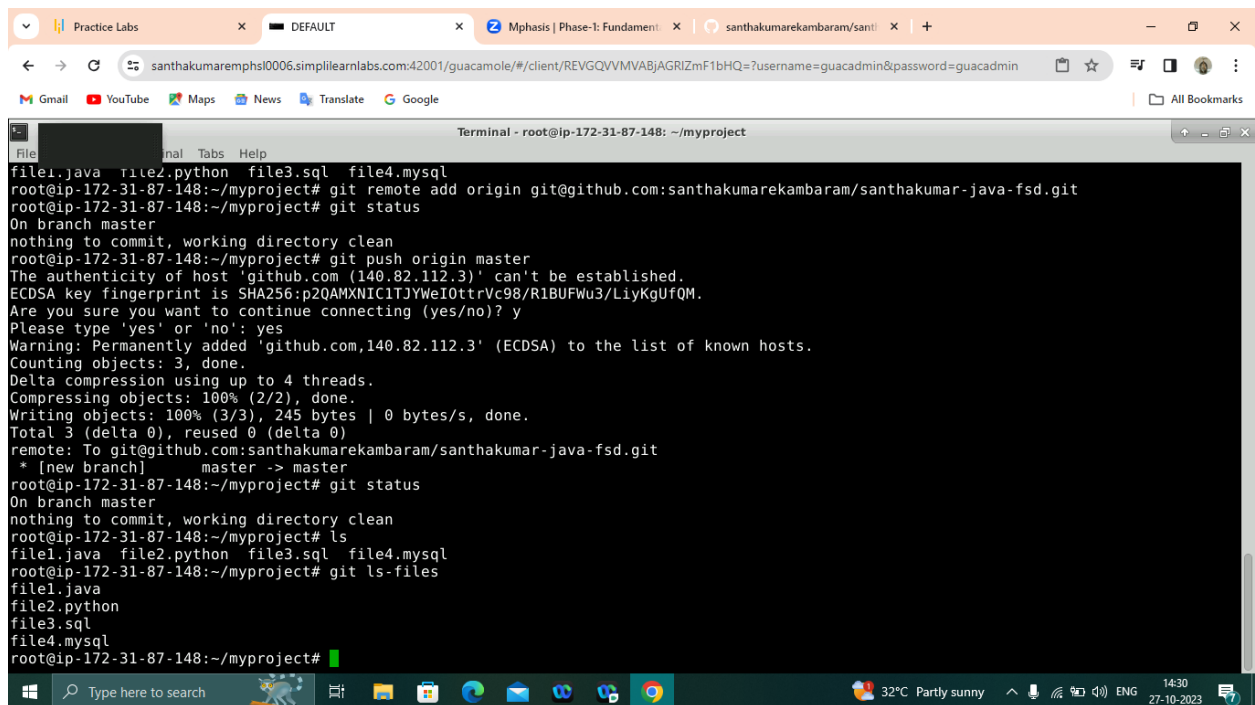 Practice Labs
DEFAULT
Mphasis | Phase-1: Fundament
santhakumarekambaram/santh
santhakumaremphsl0006.simplilearnlabs.com:42001/guacamole/#/client/REVGQVVMVABjAGRIZmF1bHQ=?username=guacadmin&password=guacadmin
Gmail YouTube Maps News Translate Google All Bookmarks
Terminal - root@ip-172-31-87-148: ~/myproject
File inal Tabs Help
file1.java file2.python file3.sql file4.mysql
root@ip-172-31-87-148:~/myproject# git remote add origin git@github.com:santhakumarekambaram/santhakumar-java-fsd.git
root@ip-172-31-87-148:~/myproject# git status
On branch master
nothing to commit, working directory clean
root@ip-172-31-87-148:~/myproject# git push origin master
The authenticity of host 'github.com (140.82.112.3)' can't be established.
ECDSA key fingerprint is SHA256:p2QAMXNIC1TJYWeIOttrVc98/R1BUFWu3/LiyKgUfQM.
Are you sure you want to continue connecting (yes/no)? y
Please type 'yes' or 'no': yes
Warning: Permanently added 'github.com,140.82.112.3' (ECDSA) to the list of known hosts.
Counting objects: 3, done.
Delta compression using up to 4 threads.
Compressing objects: 100% (2/2), done.
Writing objects: 100% (3/3), 245 bytes | 0 bytes/s, done.
Total 3 (delta 0), reused 0 (delta 0)
remote: To git@github.com:santhakumarekambaram/santhakumar-java-fsd.git
* [new branch] master -> master
root@ip-172-31-87-148:~/myproject# git status
On branch master
nothing to commit, working directory clean
root@ip-172-31-87-148:~/myproject# ls
file1.java file2.python file3.sql file4.mysql
root@ip-172-31-87-148:~/myproject# git ls-files
file1.java
file2.python
file3.sql
file4.mysql
root@ip-172-31-87-148:~/myproject#
Type here to search
32°C Partly sunny
ENG
14:30
27-10-2023
7